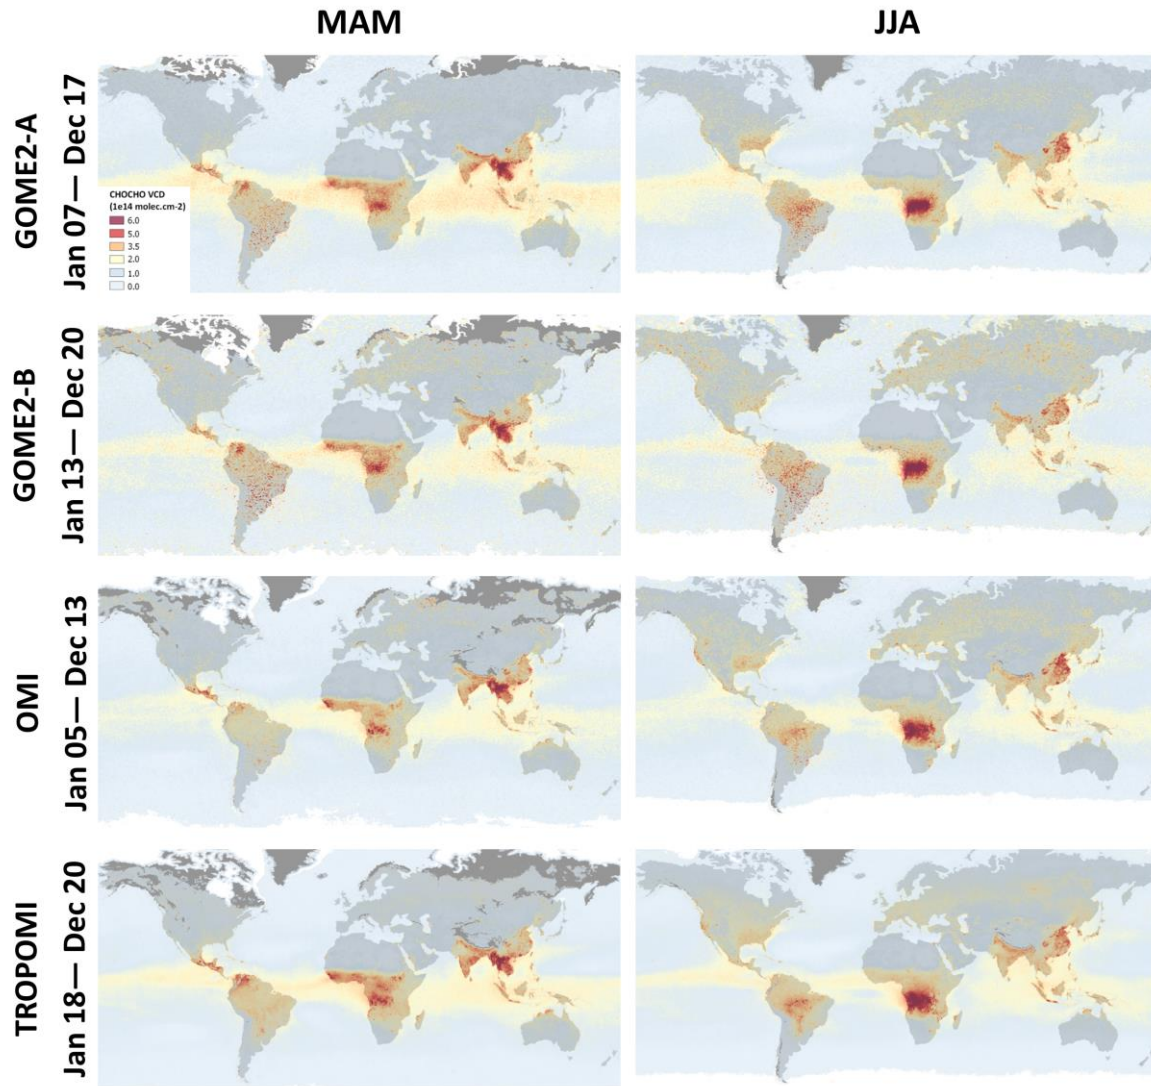 MAM
JJA
GOME2-A
Jan 07— Dec 17
CHOCHO VCD
(1e14 molec.cm-2)
6.0
5.0
3.5
2.0
1.0
0.0
GOME2-B
Jan 13— Dec 20
OMI
Jan 05— Dec 13
TROPOMI
Jan 18— Dec 20